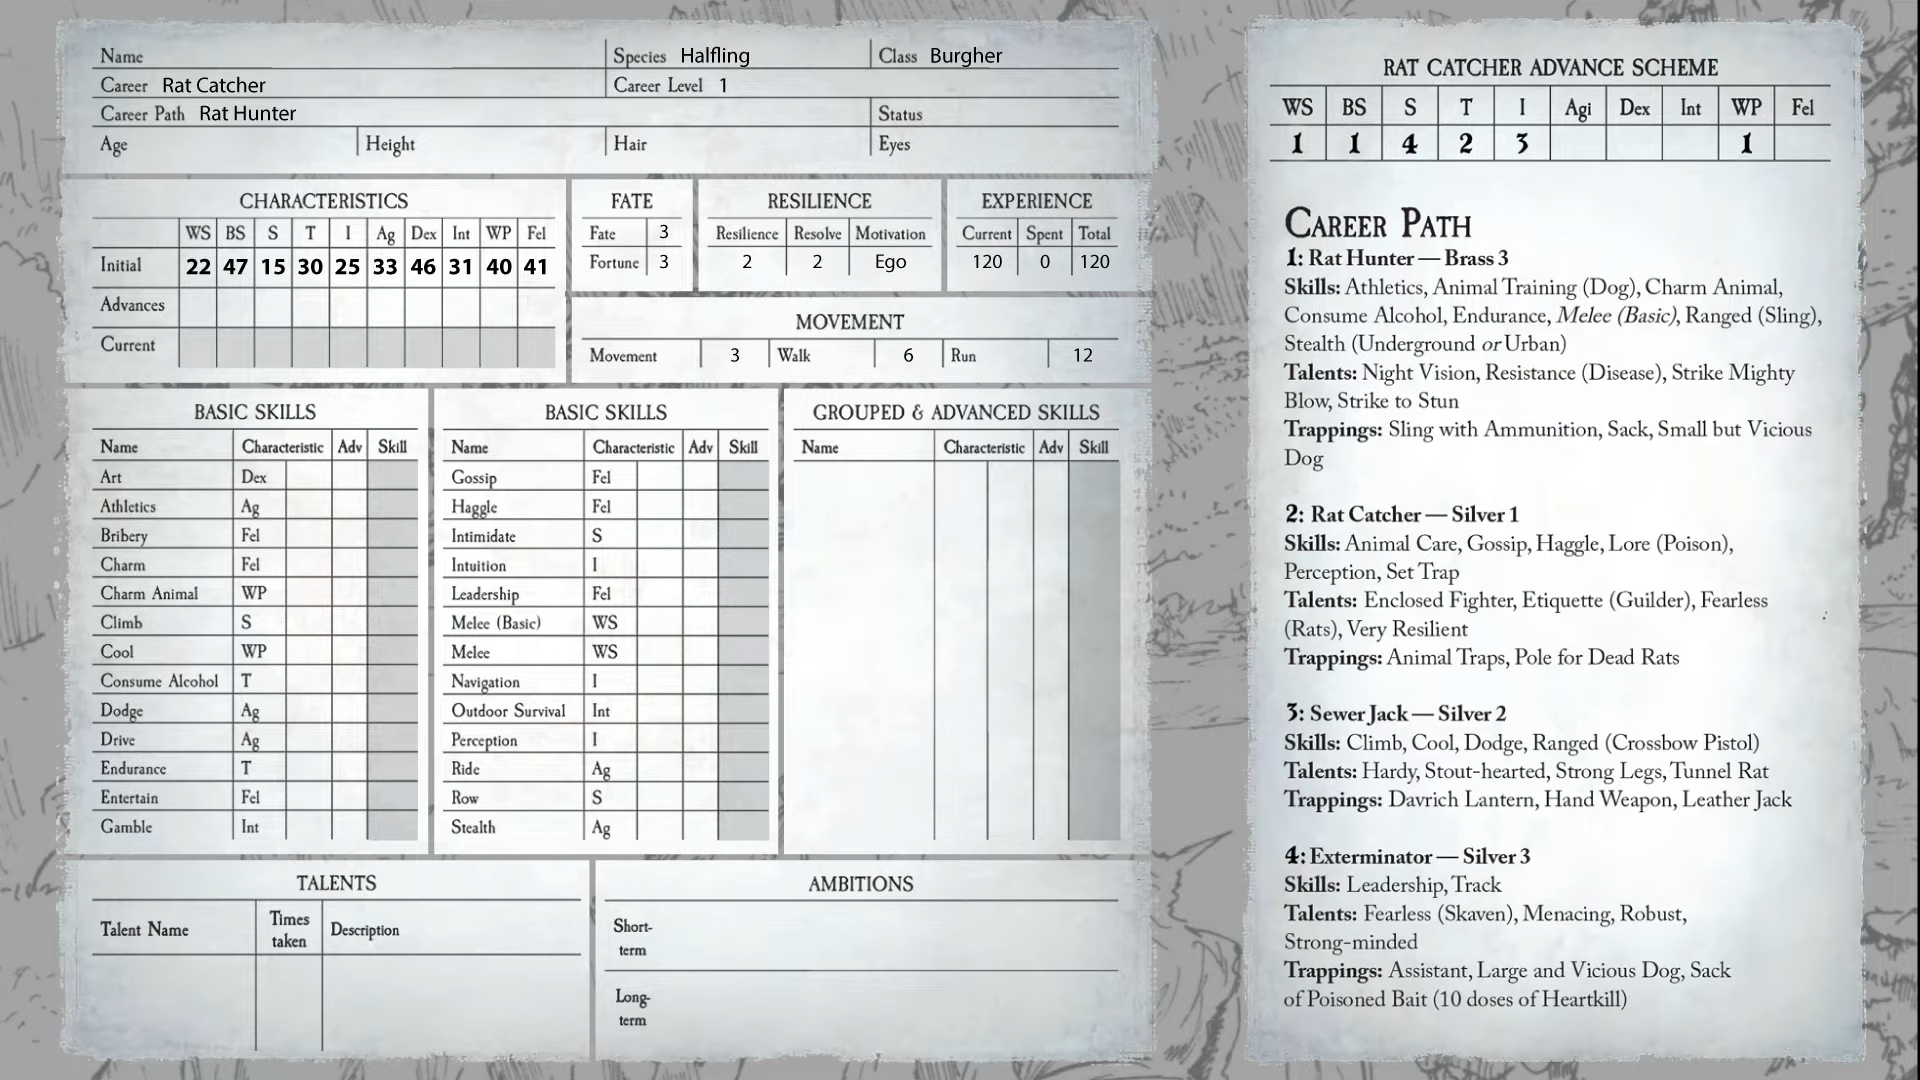 Name Species Halfling Class Burgher
Career Rat Catcher Career Level 1
Career Path Rat Hunter Status
Age Height Hair Eyes
CHARACTERISTICS
WS BS S T I Ag Dex Int WP Fel
Initial 22 47 15 30 25 33 46 31 40 41
Advances
Current
FATE
Fate 3
Fortune 3
RESILIENCE
Resilience Resolve Motivation
2 2 Ego
EXPERIENCE
Current Spent Total
120 0 120
MOVEMENT
Movement 3 Walk 6 Run 12
BASIC SKILLS
Name Characteristic Adv Skill
Art Dex
Athletics Ag
Bribery Fel
Charm Fel
Charm Animal WP
Climb S
Cool WP
Consume Alcohol T
Dodge Ag
Drive Ag
Endurance T
Entertain Fel
Gamble Int
BASIC SKILLS
Name Characteristic Adv Skill
Gossip Fel
Haggle Fel
Intimidate S
Intuition I
Leadership Fel
Melee (Basic) WS
Melee WS
Navigation I
Outdoor Survival Int
Perception I
Ride Ag
Row S
Stealth Ag
GROUPED & ADVANCED SKILLS
Name Characteristic Adv Skill
TALENTS
Talent Name Times taken Description
AMBITIONS
Short-
term
Long-
term
RAT CATCHER ADVANCE SCHEME
WS BS S T I Agi Dex Int WP Fel
1 1 4 2 3 1
CAREER PATH
1: Rat Hunter — Brass 3
Skills: Athletics, Animal Training (Dog), Charm Animal,
Consume Alcohol, Endurance, Melee (Basic), Ranged (Sling),
Stealth (Underground or Urban)
Talents: Night Vision, Resistance (Disease), Strike Mighty
Blow, Strike to Stun
Trappings: Sling with Ammunition, Sack, Small but Vicious
Dog
2: Rat Catcher — Silver 1
Skills: Animal Care, Gossip, Haggle, Lore (Poison),
Perception, Set Trap
Talents: Enclosed Fighter, Etiquette (Guilder), Fearless
(Rats), Very Resilient
Trappings: Animal Traps, Pole for Dead Rats
3: Sewer Jack — Silver 2
Skills: Climb, Cool, Dodge, Ranged (Crossbow Pistol)
Talents: Hardy, Stout-hearted, Strong Legs, Tunnel Rat
Trappings: Davrich Lantern, Hand Weapon, Leather Jack
4: Exterminator — Silver 3
Skills: Leadership, Track
Talents: Fearless (Skaven), Menacing, Robust,
Strong-minded
Trappings: Assistant, Large and Vicious Dog, Sack
of Poisoned Bait (10 doses of Heartkill)